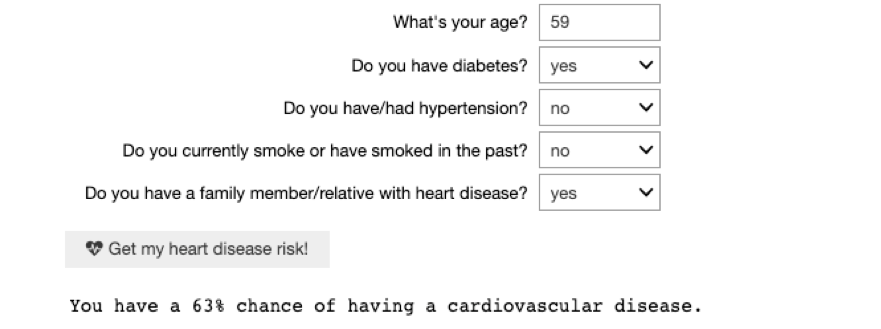 What's your age? 59
Do you have diabetes? yes
Do you have/had hypertension? no
Do you currently smoke or have smoked in the past? no
Do you have a family member/relative with heart disease? yes
Get my heart disease risk!
You have a 63% chance of having a cardiovascular disease.